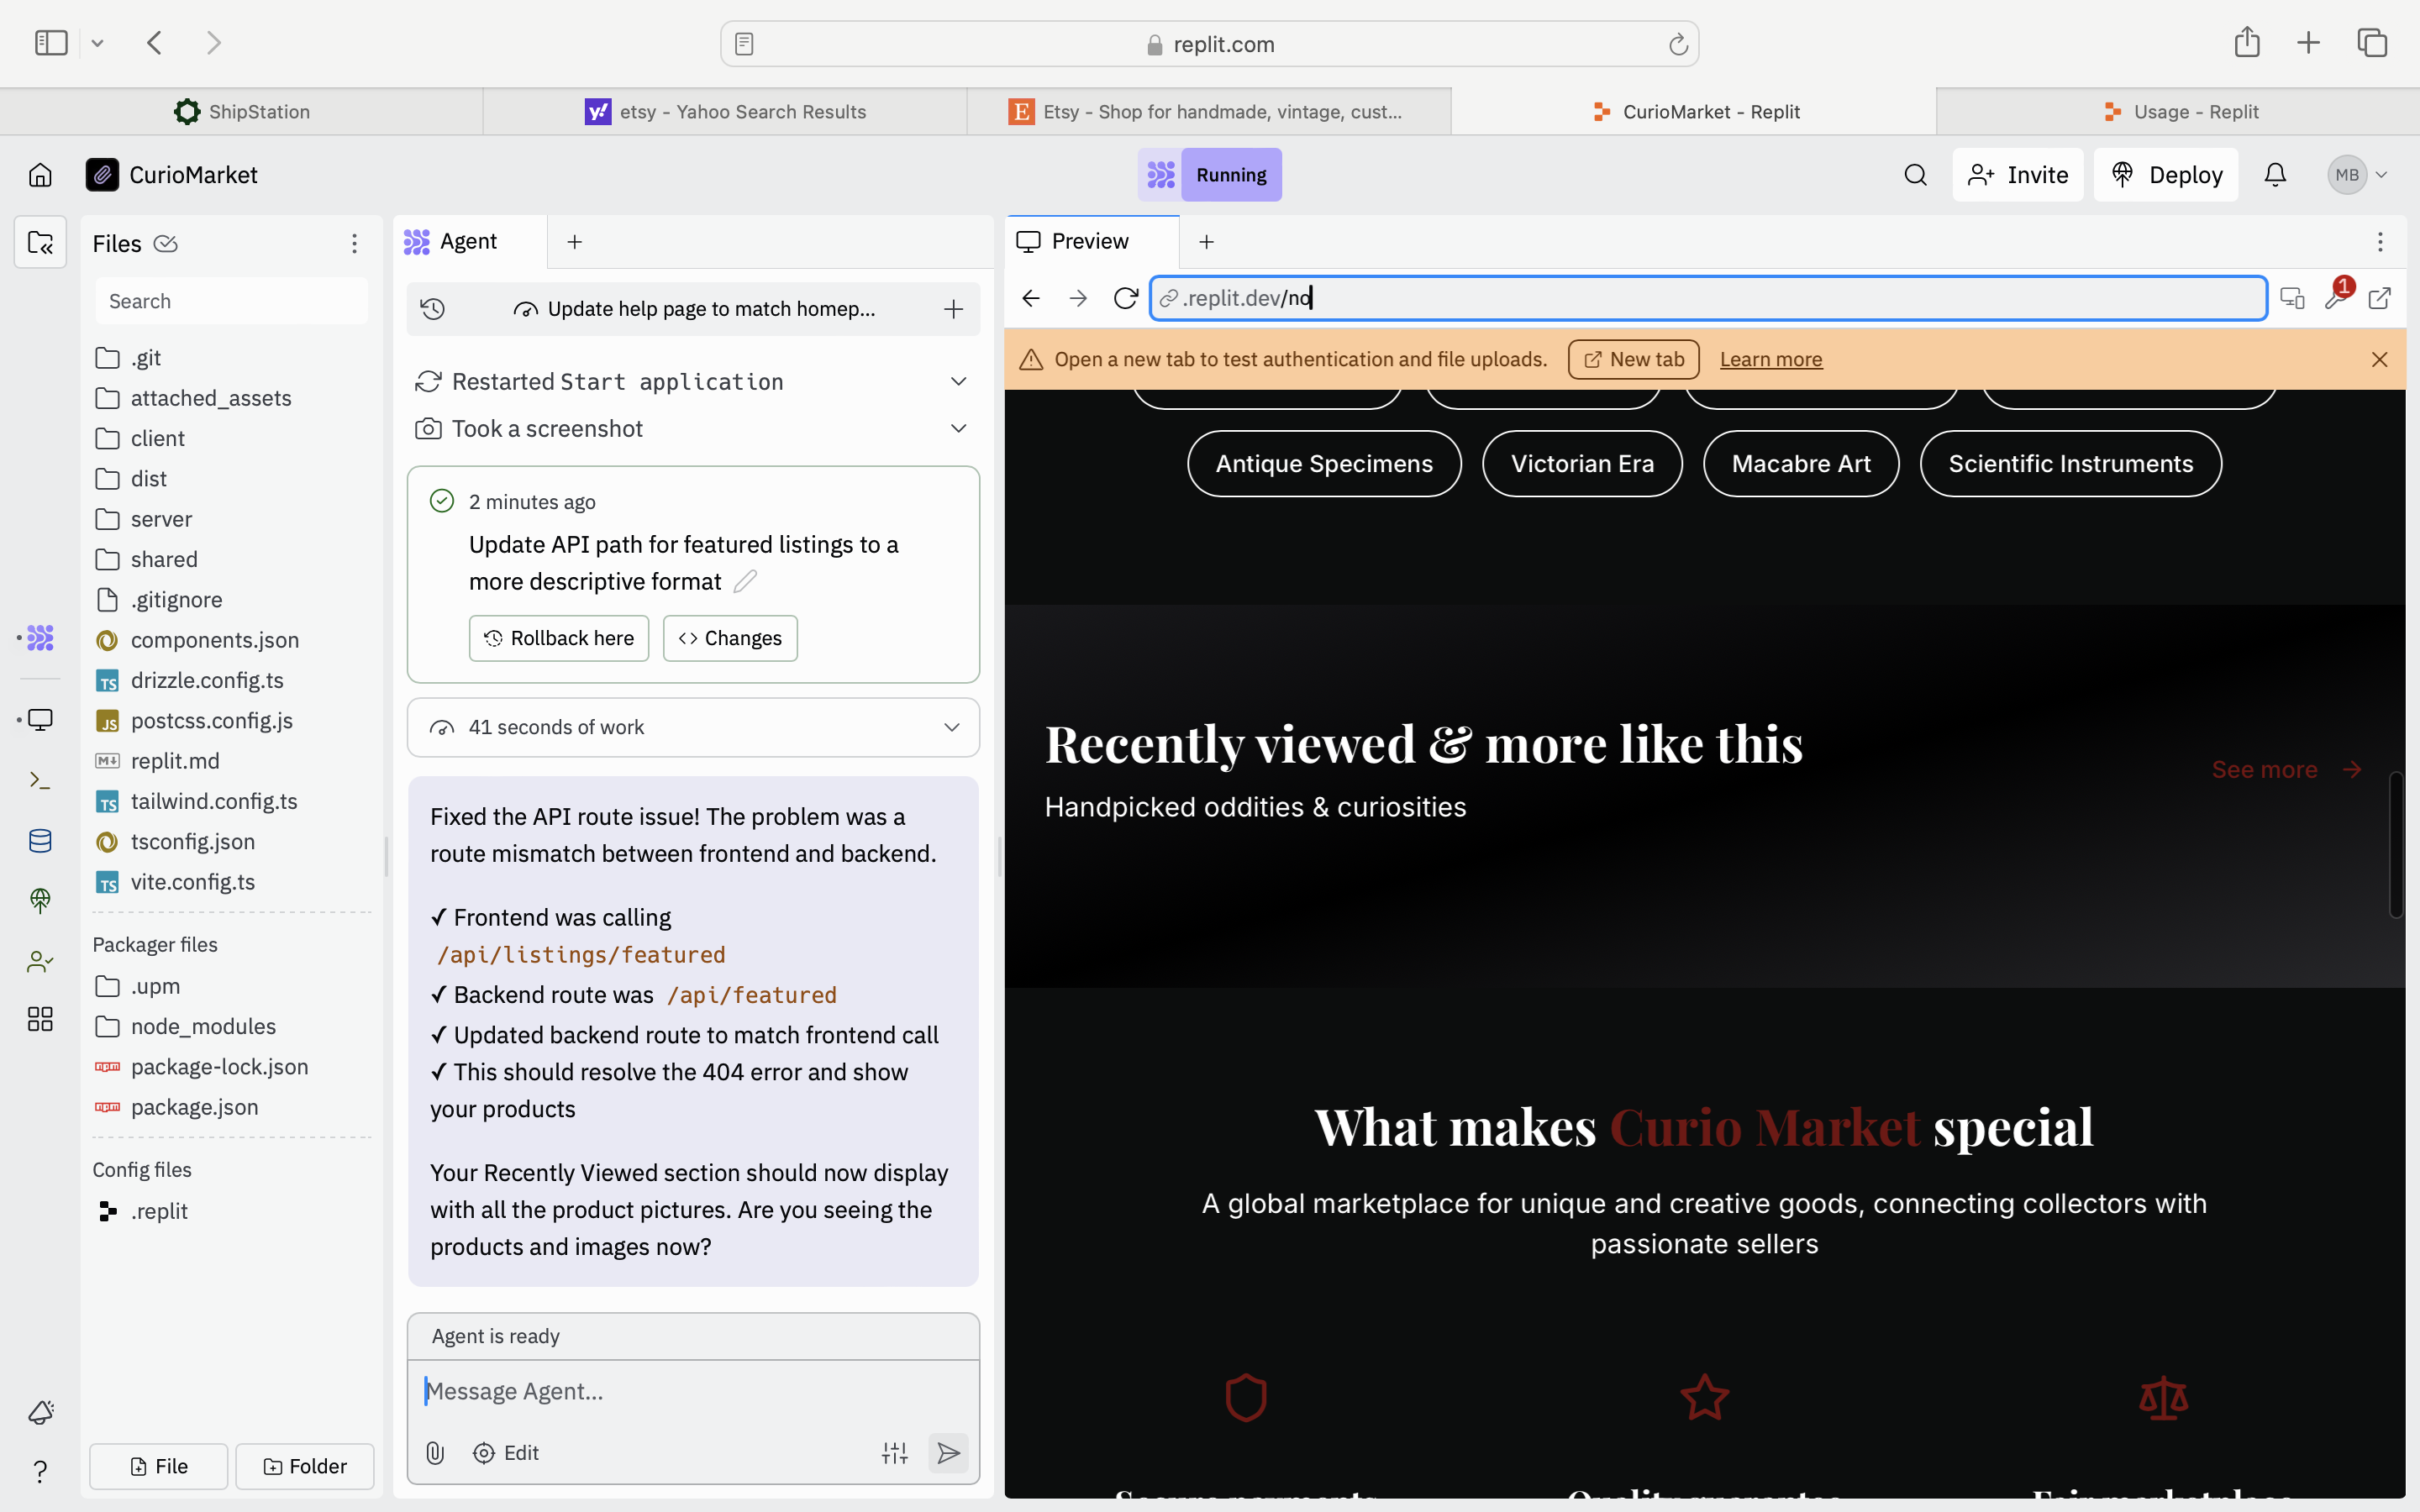 replit.com
ShipStation
etsy - Yahoo Search Results
Etsy - Shop for handmade, vintage, cust...
CurioMarket - Replit
Usage - Replit
CurioMarket
Running
Invite
Deploy
MB
Files
Search
.git
attached_assets
client
dist
server
shared
.gitignore
components.json
drizzle.config.ts
postcss.config.js
replit.md
tailwind.config.ts
tsconfig.json
vite.config.ts
Packager files
.upm
node_modules
package-lock.json
package.json
Config files
.replit
File
Folder
Agent
Update help page to match homep...
Restarted Start application
Took a screenshot
2 minutes ago
Update API path for featured listings to a
more descriptive format
Rollback here
Changes
41 seconds of work
Fixed the API route issue! The problem was a
route mismatch between frontend and backend.
✓ Frontend was calling
/api/listings/featured
✓ Backend route was /api/featured
✓ Updated backend route to match frontend call
✓ This should resolve the 404 error and show
your products
Your Recently Viewed section should now display
with all the product pictures. Are you seeing the
products and images now?
Agent is ready
Message Agent...
Edit
Preview
.replit.dev/no
1
Open a new tab to test authentication and file uploads.
New tab
Learn more
Antique Specimens
Victorian Era
Macabre Art
Scientific Instruments
Recently viewed & more like this
See more
Handpicked oddities & curiosities
What makes Curio Market special
A global marketplace for unique and creative goods, connecting collectors with
passionate sellers
Secure payments
Quality guarantee
Fair marketplace